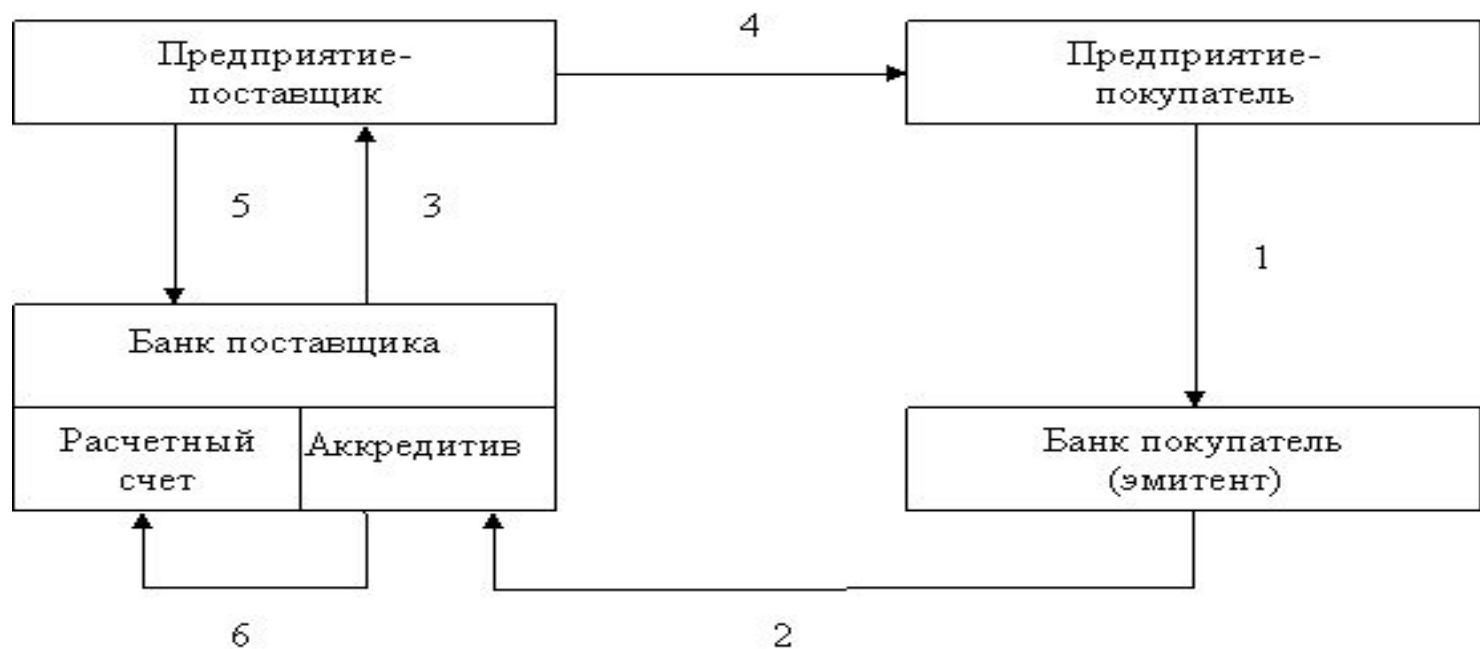 4
Предприятие-
поставщик
Предприятие-
покупатель
5
3
1
Банк поставщика
Расчетный
счет
Аккредитив
Банк покупатель
(эмитент)
6
2